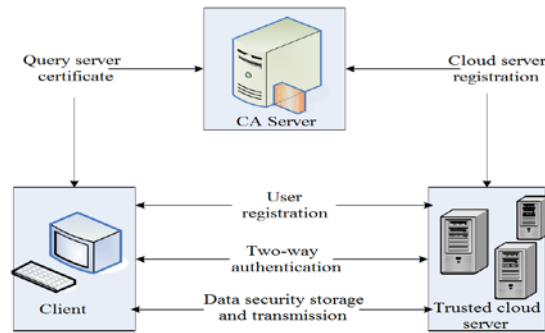 Query server
certificate
Cloud server
registration
CA Server
User
registration
Two-way
authentication
Data security storage
and transmission
Client
Trusted cloud
server